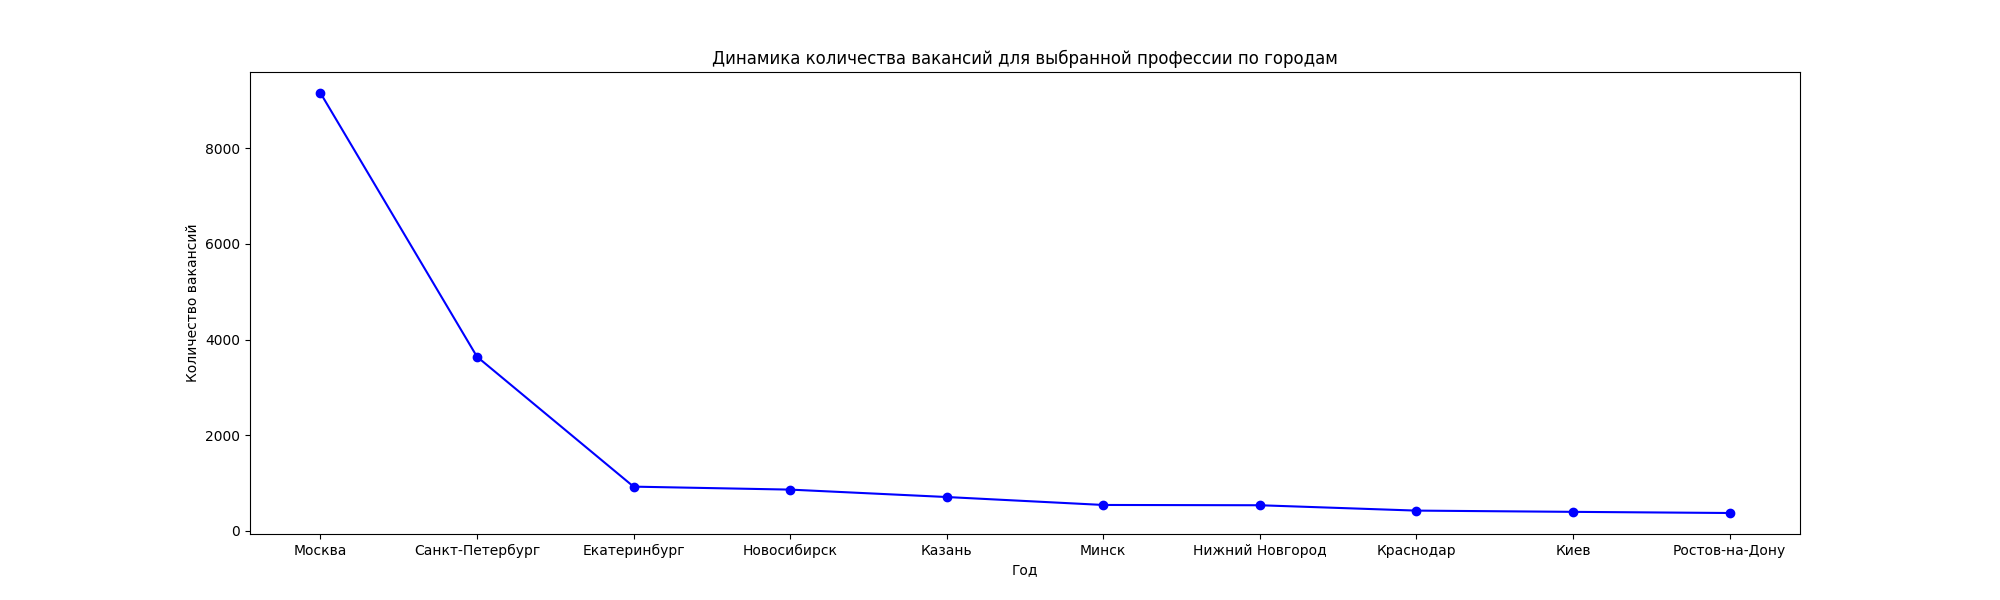 Динамика количества вакансий для выбранной профессии по городам
Количество вакансий
8000
6000
4000
2000
0
Москва Санкт-Петербург Екатеринбург Новосибирск Казань Минск Нижний Новгород Краснодар Киев Ростов-на-Дону
Год